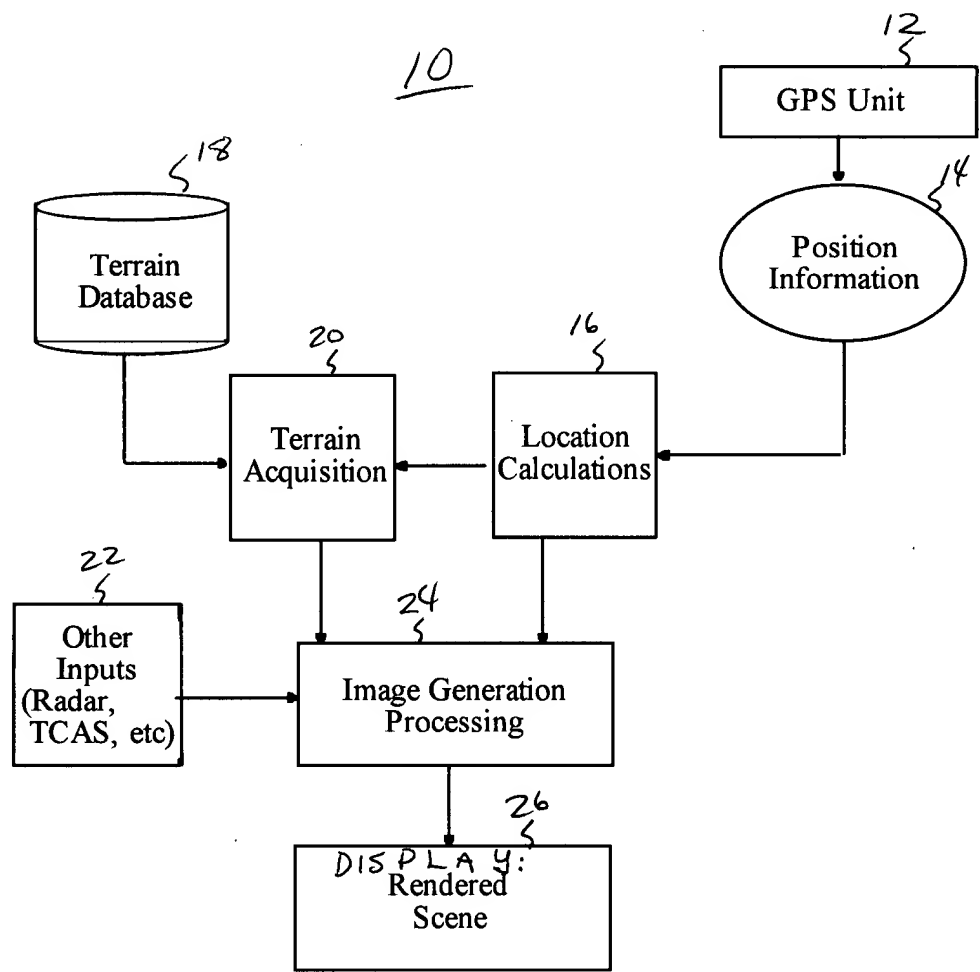 10
12
GPS Unit
14
Position
Information
18
Terrain
Database
20
Terrain
Acquisition
16
Location
Calculations
22
Other
Inputs
(Radar,
TCAS, etc)
24
Image Generation
Processing
26
DISPLAY:
Rendered
Scene